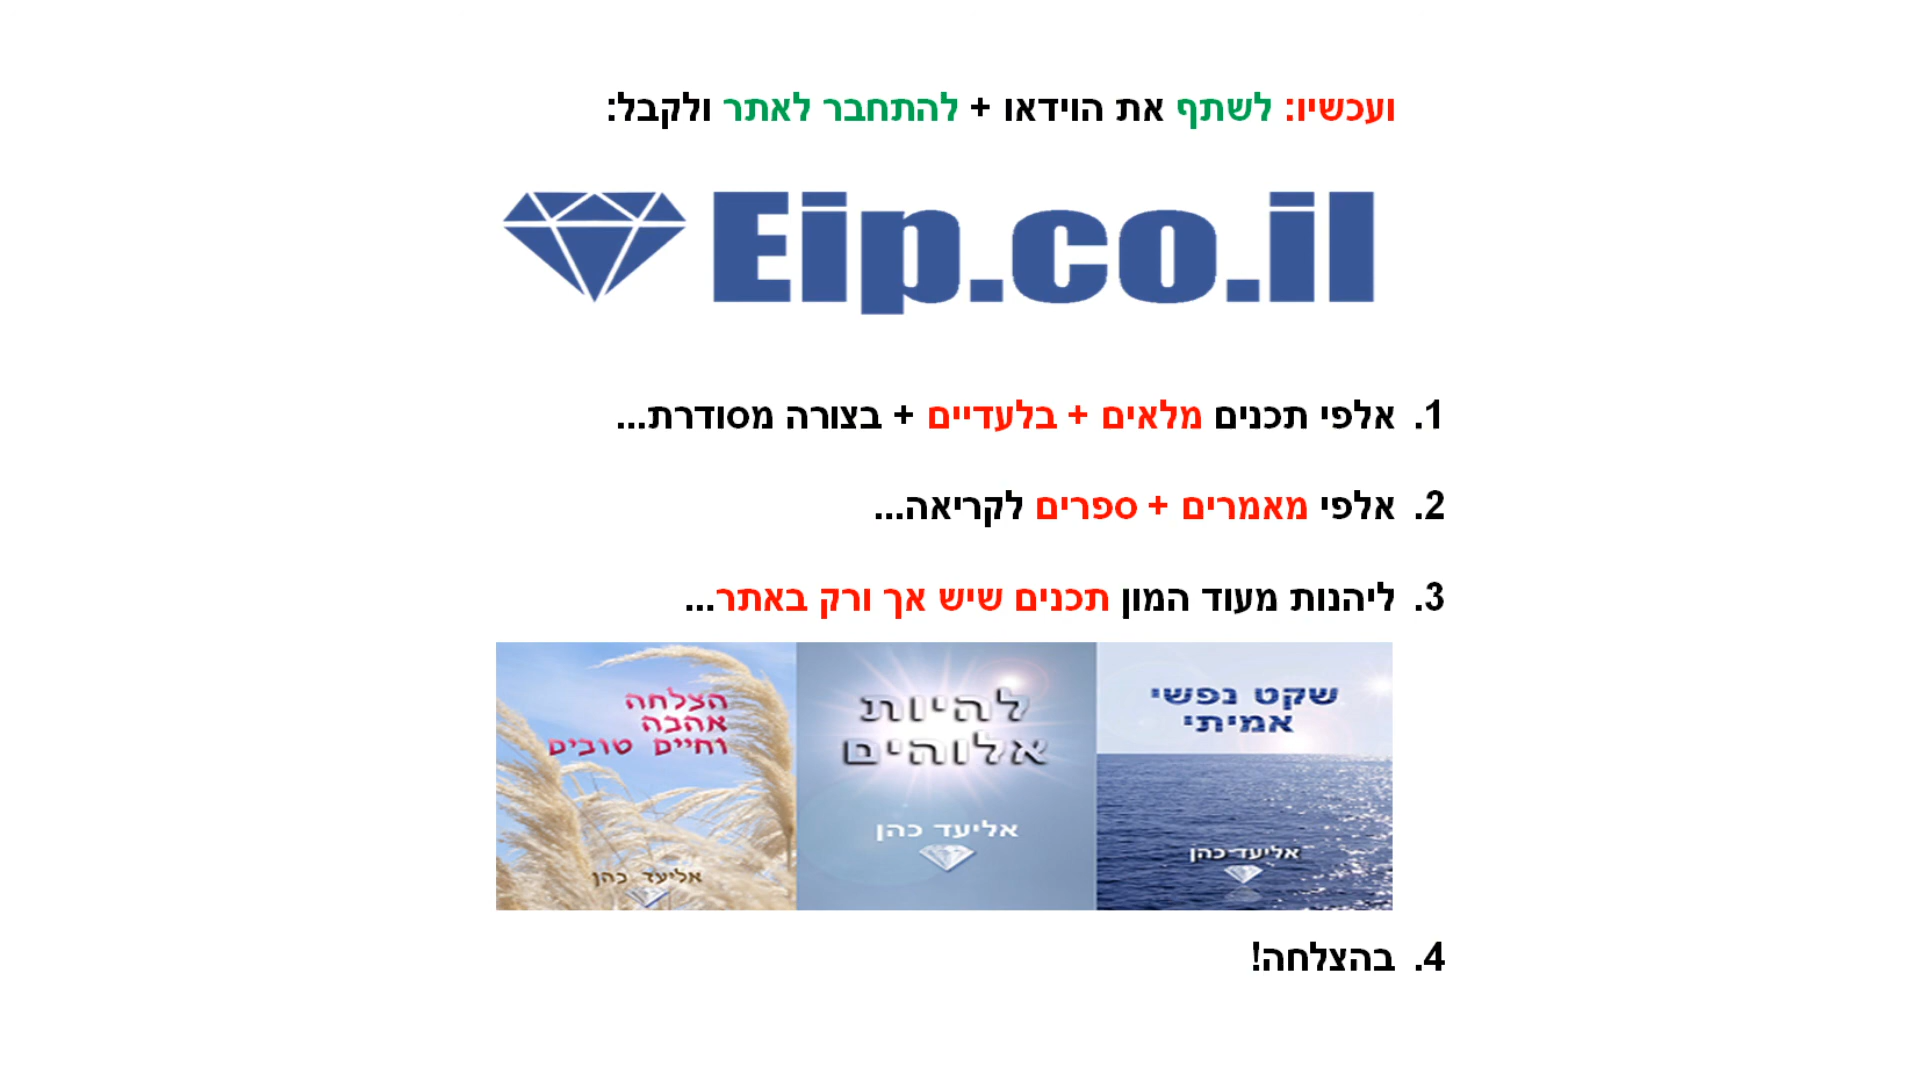 ועכשיו: לשתף את הוידאו + להתחבר לאתר ולקבל:
Eip.co.il
1. אלפי תכנים מלאים + בלעדיים + בצורה מסודרת...
2. אלפי מאמרים + ספרים לקריאה...
3. ליהנות מעוד המון תכנים שיש אך ורק באתר...
שקט נפשי
אמיתי
אליעד כהן
להיות
אלוהים
אליעד כהן
הצלחה
אהבה
וחיים טובים
אליעד כהן
4. בהצלחה!